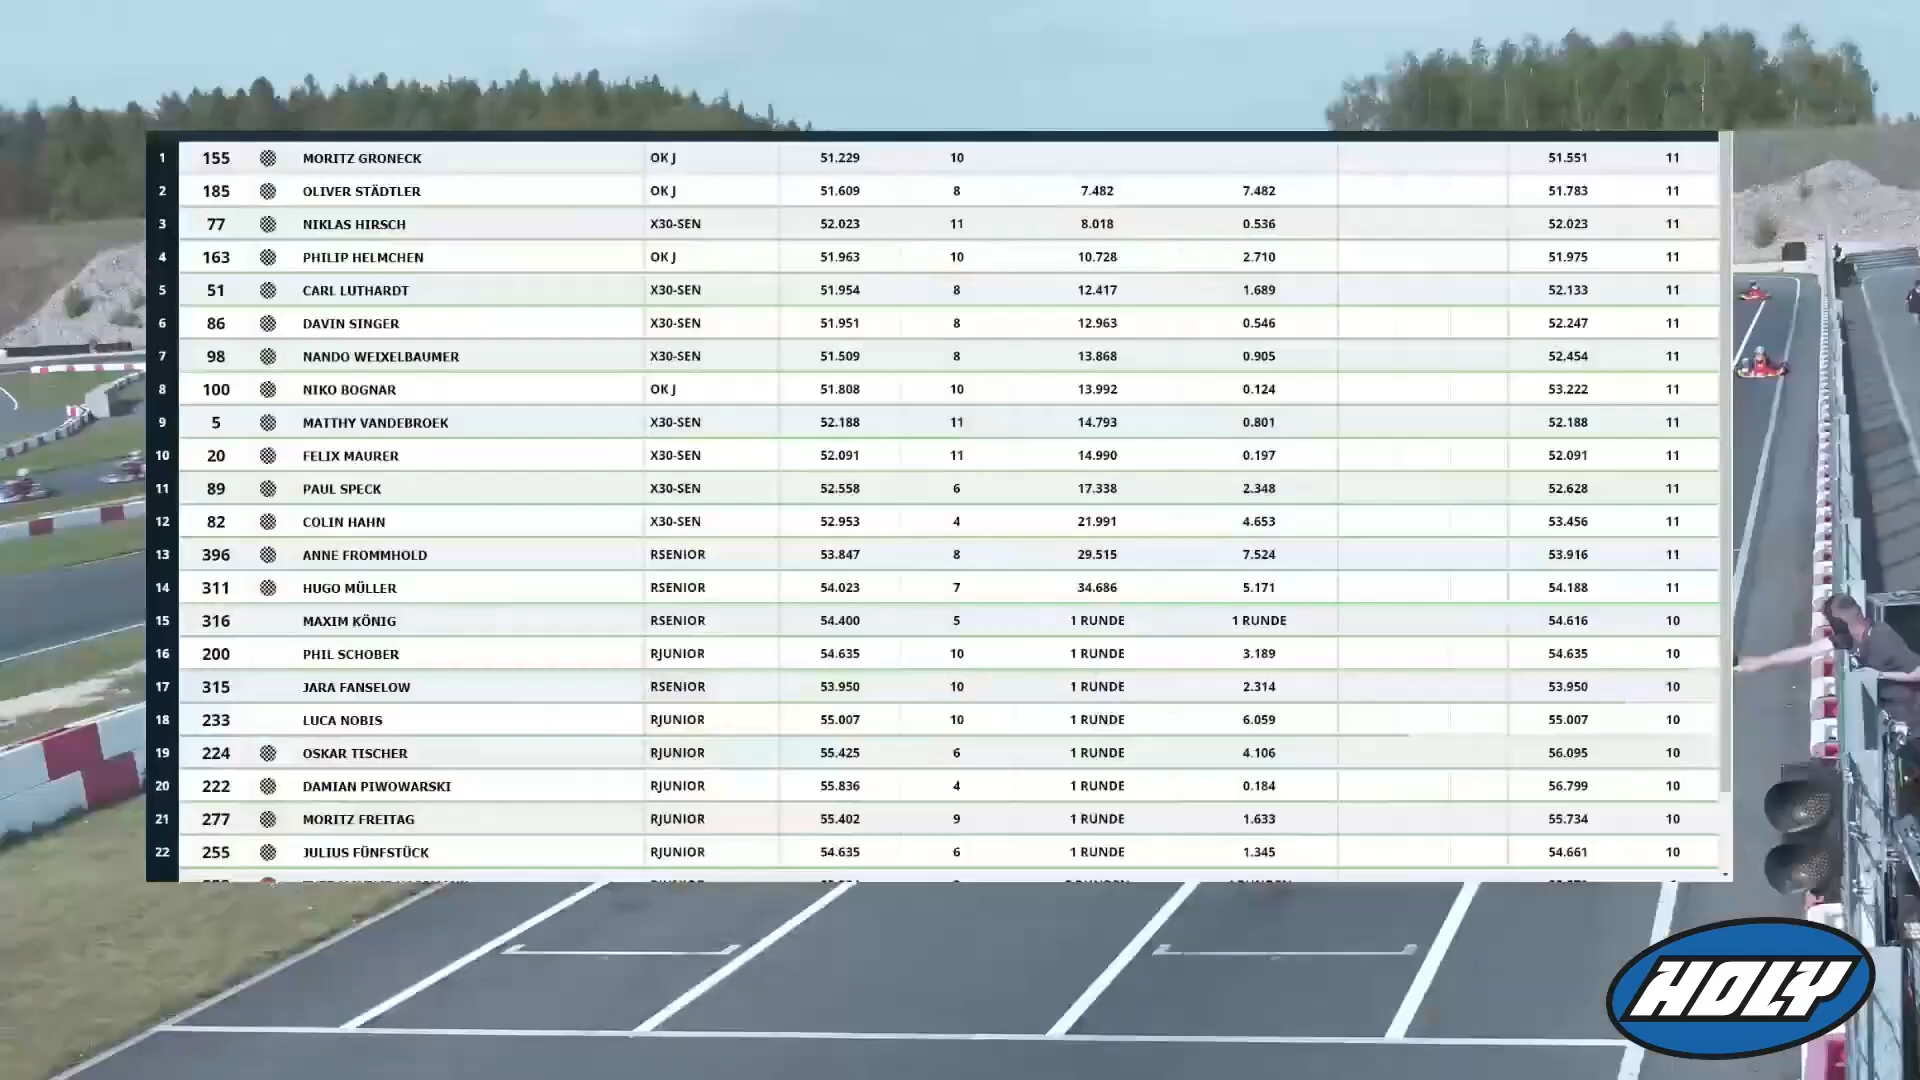 1 155 MORITZ GRONECK OK J 51.229 10 51.551 11
2 185 OLIVER STÄDTLER OK J 51.609 8 7.482 7.482 51.783 11
3 77 NIKLAS HIRSCH X30-SEN 52.023 11 8.018 0.536 52.023 11
4 163 PHILIP HELMCHEN OK J 51.963 10 10.728 2.710 51.975 11
5 51 CARL LUTHARDT X30-SEN 51.954 8 12.417 1.689 52.133 11
6 86 DAVIN SINGER X30-SEN 51.951 8 12.963 0.546 52.247 11
7 98 NANDO WEIXELBAUMER X30-SEN 51.509 8 13.868 0.905 52.454 11
8 100 NIKO BOGNAR OK J 51.808 10 13.992 0.124 53.222 11
9 5 MATTHY VANDEBROEK X30-SEN 52.188 11 14.793 0.801 52.188 11
10 20 FELIX MAURER X30-SEN 52.091 11 14.990 0.197 52.091 11
11 89 PAUL SPECK X30-SEN 52.558 6 17.338 2.348 52.628 11
12 82 COLIN HAHN X30-SEN 52.953 4 21.991 4.653 53.456 11
13 396 ANNE FROMMHOLD RSENIOR 53.847 8 29.515 7.524 53.916 11
14 311 HUGO MÜLLER RSENIOR 54.023 7 34.686 5.171 54.188 11
15 316 MAXIM KÖNIG RSENIOR 54.400 5 1 RUNDE 1 RUNDE 54.616 10
16 200 PHIL SCHOBER RJUNIOR 54.635 10 1 RUNDE 3.189 54.635 10
17 315 JARA FANSELOW RSENIOR 53.950 10 1 RUNDE 2.314 53.950 10
18 233 LUCA NOBIS RJUNIOR 55.007 10 1 RUNDE 6.059 55.007 10
19 224 OSKAR TISCHER RJUNIOR 55.425 6 1 RUNDE 4.106 56.095 10
20 222 DAMIAN PIWOWARSKI RJUNIOR 55.836 4 1 RUNDE 0.184 56.799 10
21 277 MORITZ FREITAG RJUNIOR 55.402 9 1 RUNDE 1.633 55.734 10
22 255 JULIUS FÜNFSTÜCK RJUNIOR 54.635 6 1 RUNDE 1.345 54.661 10
HOLY